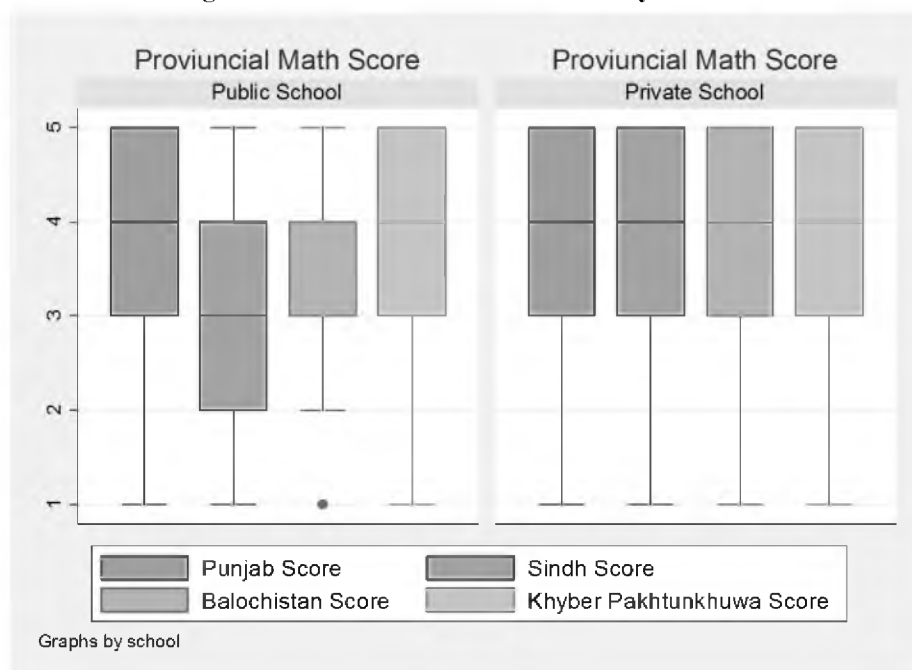 Proviuncial Math Score
Public School
Proviuncial Math Score
Private School
5
4
3
2
1
Punjab Score
Sindh Score
Balochistan Score
Khyber Pakhtunkhuwa Score
Graphs by school